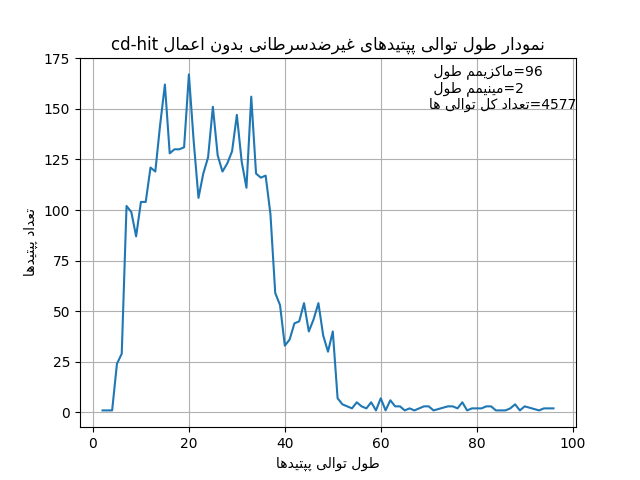 نمودار طول توالی پپتیدهای غیرضدسرطانی بدون اعمال cd-hit
ماکزیمم طول=96
مینیمم طول=2
تعداد کل توالی ها=4577
تعداد پپتیدها
175
150
125
100
75
50
25
0
0 20 40 60 80 100
طول توالی پپتیدها